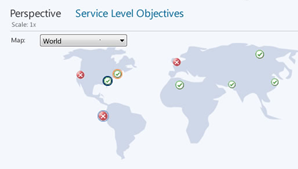 Perspective Service Level Objectives
Scale: 1x
Map: World